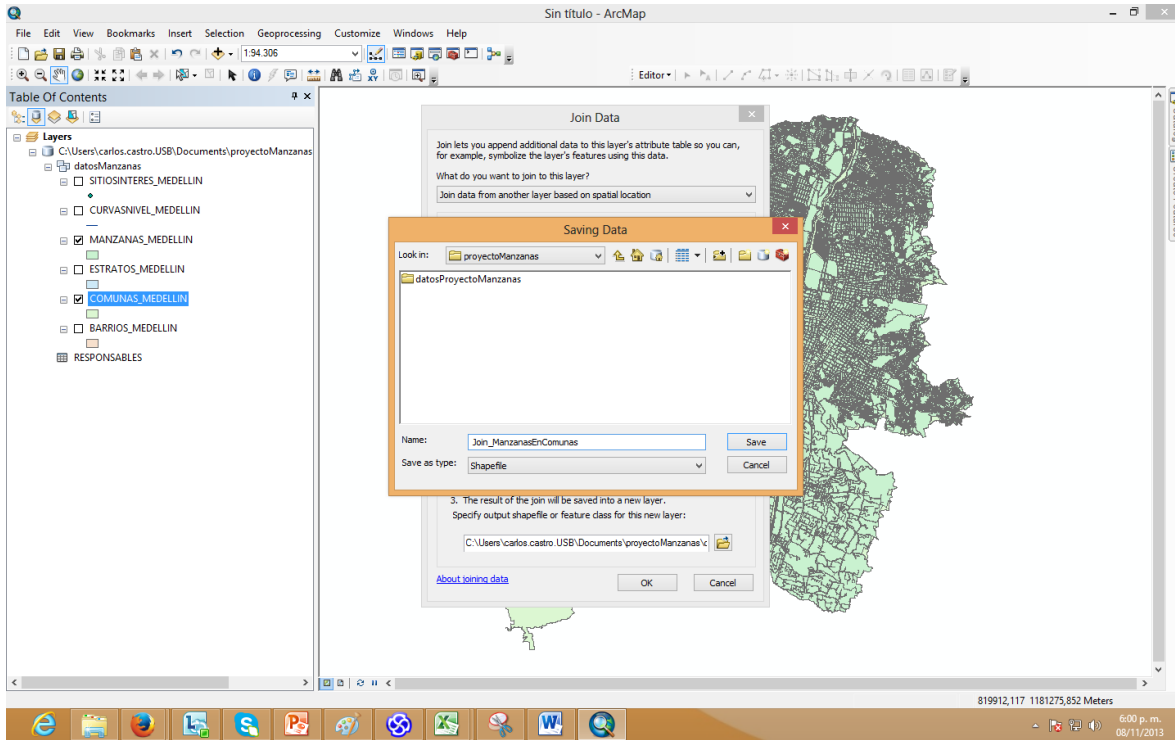 Sin título - ArcMap
File Edit View Bookmarks Insert Selection Geoprocessing Customize Windows Help
1:94.306
Editor
Table Of Contents
Layers
C:\Users\carlos.castro.USB\Documents\proyectoManzanas
datosManzanas
SITIOSINTERES_MEDELLIN
CURVASNIVEL_MEDELLIN
MANZANAS_MEDELLIN
ESTRATOS_MEDELLIN
COMUNAS_MEDELLIN
BARRIOS_MEDELLIN
RESPONSABLES
Join Data
Join lets you append additional data to this layer's attribute table so you can,
for example, symbolize the layer's features using this data.
What do you want to join to this layer?
Join data from another layer based on spatial location
Saving Data
Look in: proyectoManzanas
datosProyectoManzanas
Name: Join_ManzanasEnComunas Save
Save as type: Shapefile Cancel
3. The result of the join will be saved into a new layer.
Specify output shapefile or feature class for this new layer:
C:\Users\carlos.castro.USB\Documents\proyectoManzanas\
About joining data OK Cancel
819912,117 1181275,852 Meters
6:00 p. m.
08/11/2013